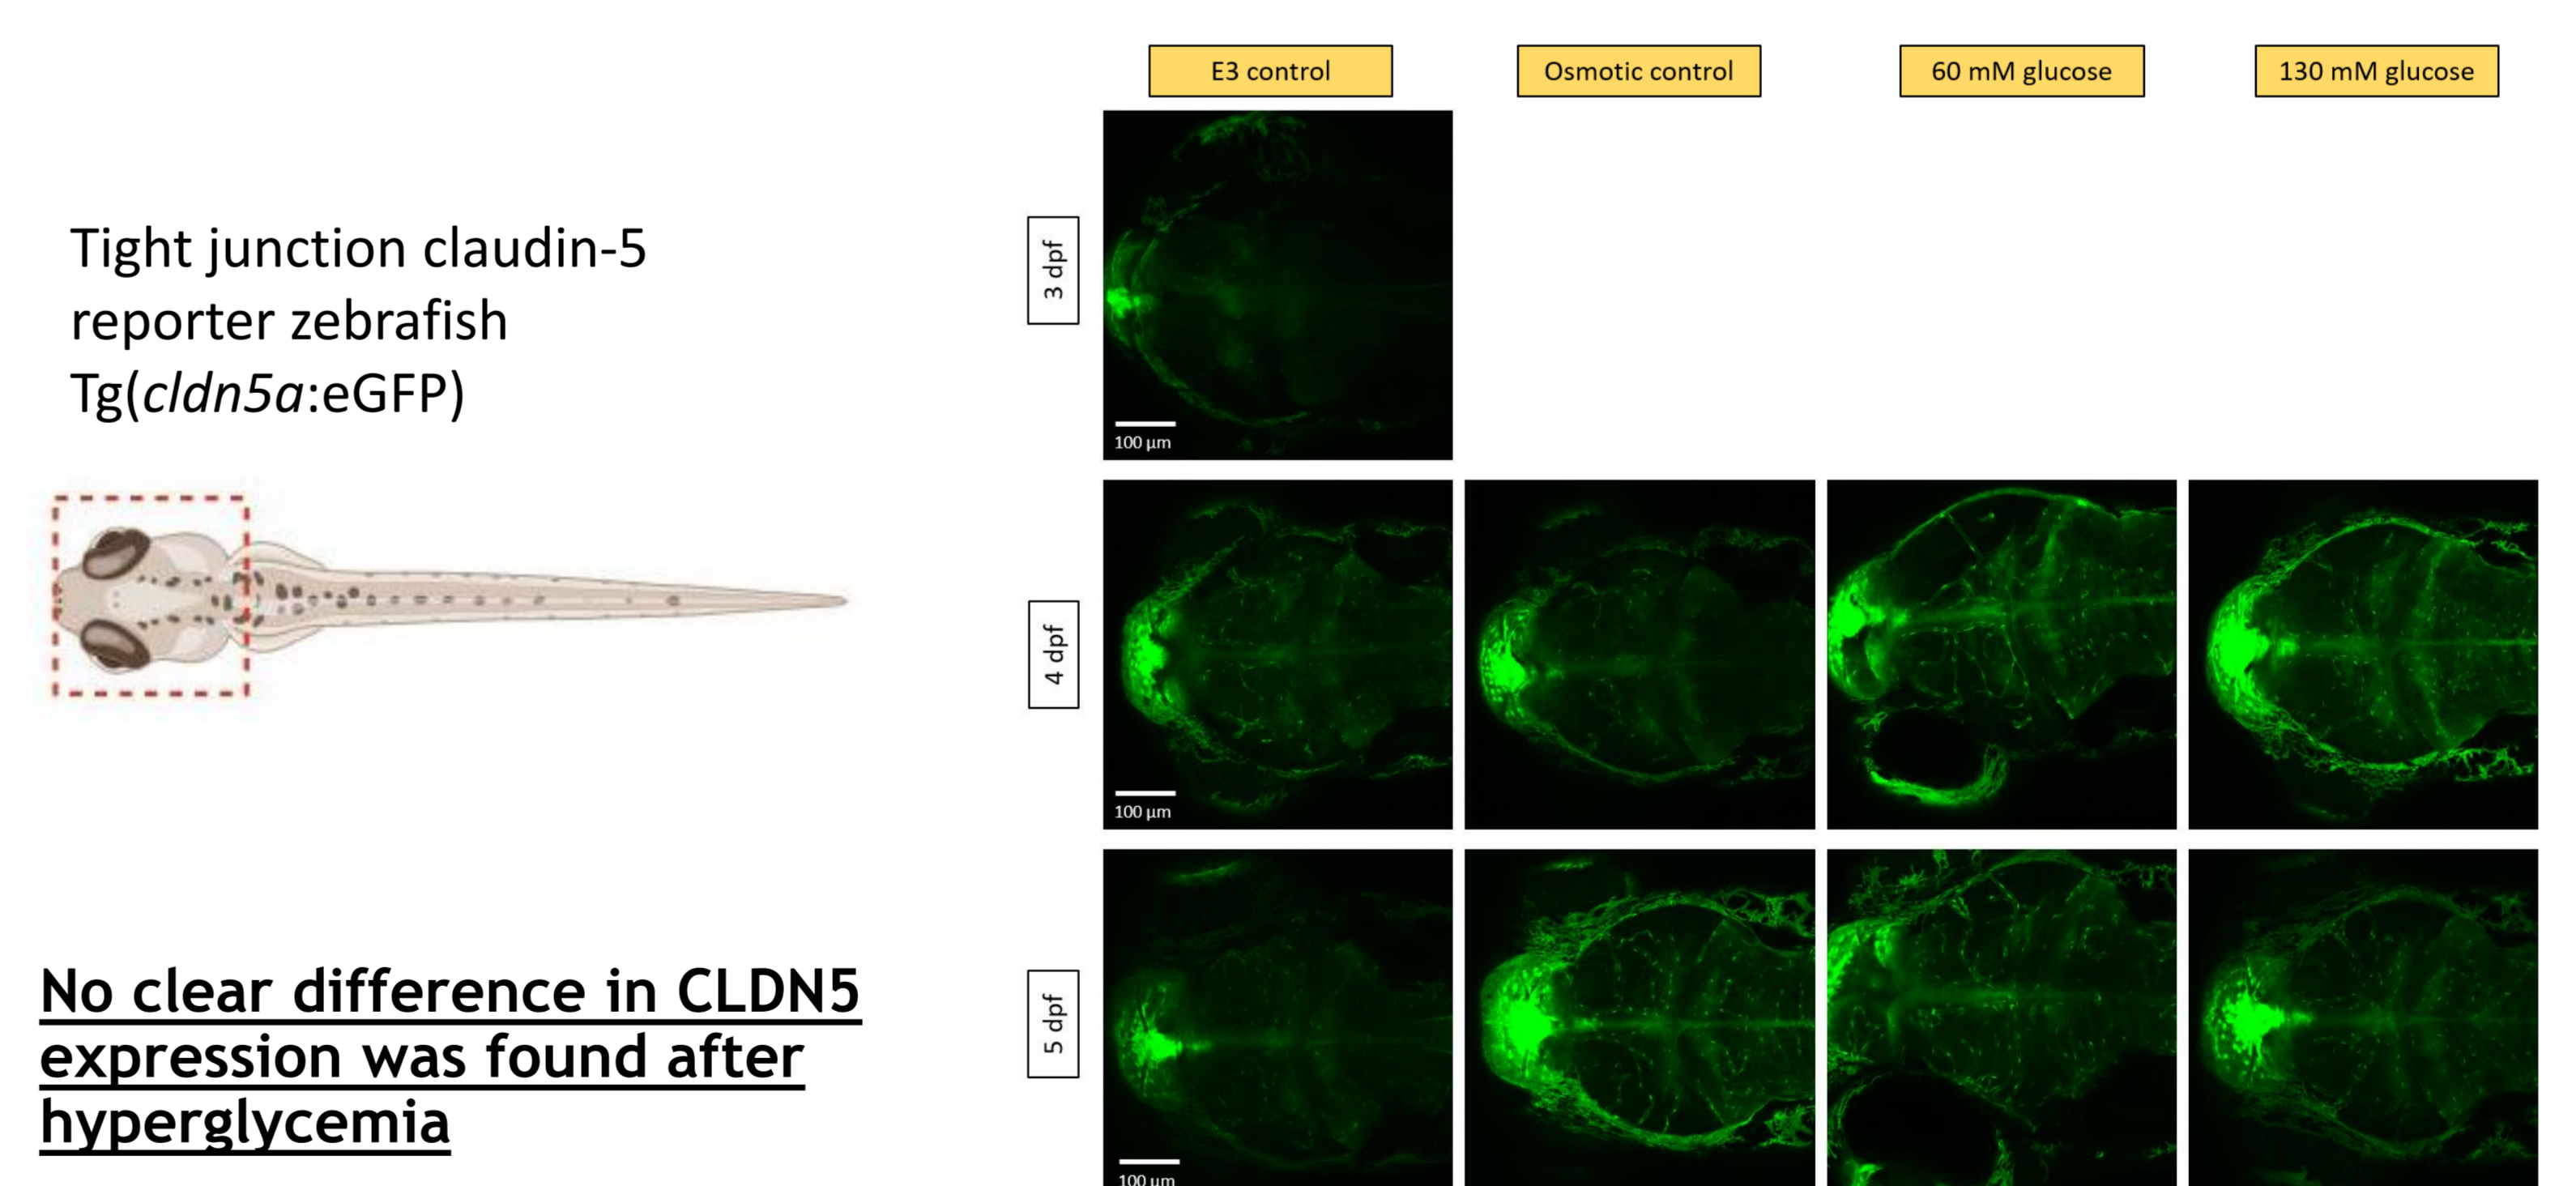 E3 control
Osmotic control
60 mM glucose
130 mM glucose
Tight junction claudin-5
reporter zebrafish
Tg(cldn5a:eGFP)
3 dpf
100 µm
4 dpf
100 µm
No clear difference in CLDN5
expression was found after
hyperglycemia
5 dpf
100 µm